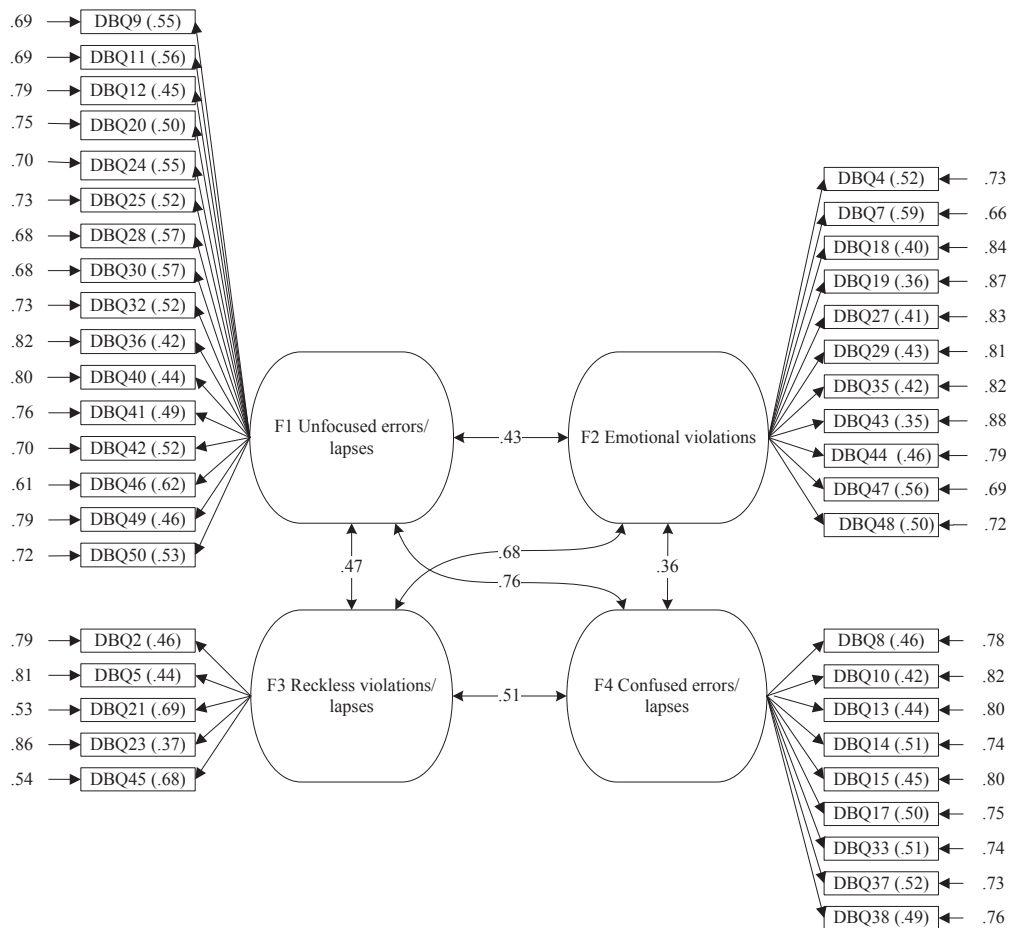 .69 DBQ9 (.55)
.69 DBQ11 (.56)
.79 DBQ12 (.45)
.75 DBQ20 (.50)
.70 DBQ24 (.55)
.73 DBQ25 (.52)
.68 DBQ28 (.57)
.68 DBQ30 (.57)
.73 DBQ32 (.52)
.82 DBQ36 (.42)
.80 DBQ40 (.44)
.76 DBQ41 (.49)
.70 DBQ42 (.52)
.61 DBQ46 (.62)
.79 DBQ49 (.46)
.72 DBQ50 (.53)
F1 Unfocused errors/
lapses
.43
F2 Emotional violations
DBQ4 (.52) .73
DBQ7 (.59) .66
DBQ18 (.40) .84
DBQ19 (.36) .87
DBQ27 (.41) .83
DBQ29 (.43) .81
DBQ35 (.42) .82
DBQ43 (.35) .88
DBQ44 (.46) .79
DBQ47 (.56) .69
DBQ48 (.50) .72
.47
.68
.76
.36
.79 DBQ2 (.46)
.81 DBQ5 (.44)
.53 DBQ21 (.69)
.86 DBQ23 (.37)
.54 DBQ45 (.68)
F3 Reckless violations/
lapses
.51
F4 Confused errors/
lapses
DBQ8 (.46) .78
DBQ10 (.42) .82
DBQ13 (.44) .80
DBQ14 (.51) .74
DBQ15 (.45) .80
DBQ17 (.50) .75
DBQ33 (.51) .74
DBQ37 (.52) .73
DBQ38 (.49) .76